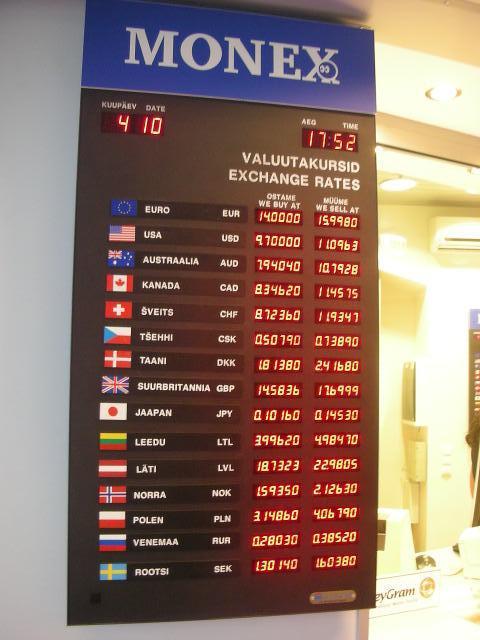 MONEX
KUUPÄEV DATE AEG TIME
4 10 17:52
VALUUTAKURSID
EXCHANGE RATES
OSTAME MÜÜME
WE BUY AT WE SELL AT
EURO EUR 14.0000 15.9980
USA USD 9.70000 11.0963
AUSTRAALIA AUD 7.94040 10.7928
KANADA CAD 8.34620 11.4575
ŠVEITS CHF 8.72360 11.9347
TŠEHHI CSK 0.50790 0.73890
TAANI DKK 1.81380 2.41680
SUURBRITANNIA GBP 14.5836 17.6999
JAAPAN JPY 0.10160 0.14530
LEEDU LTL 3.99620 4.98470
LÄTI LVL 18.7323 22.9805
NORRA NOK 1.59350 2.12630
POLEN PLN 3.14860 4.06790
VENEMAA RUR 0.28030 0.38520
ROOTSI SEK 1.30140 1.60380
eyGram